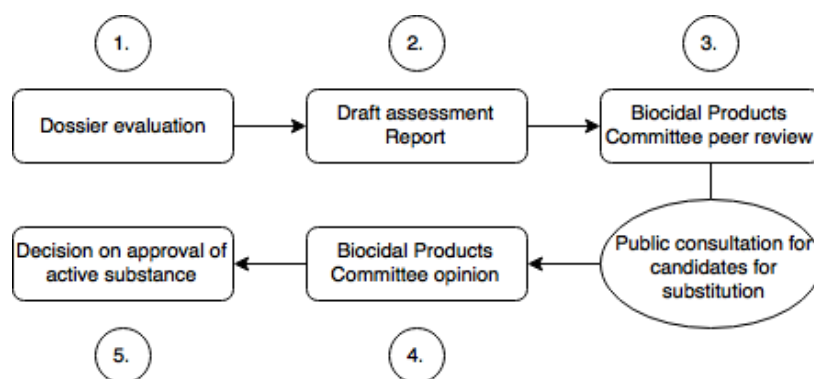 1.
2.
3.
Dossier evaluation
Draft assessment
Report
Biocidal Products
Committee peer review
Decision on approval of
active substance
Biocidal Products
Committee opinion
Public consultation for
candidates for
substitution
5.
4.